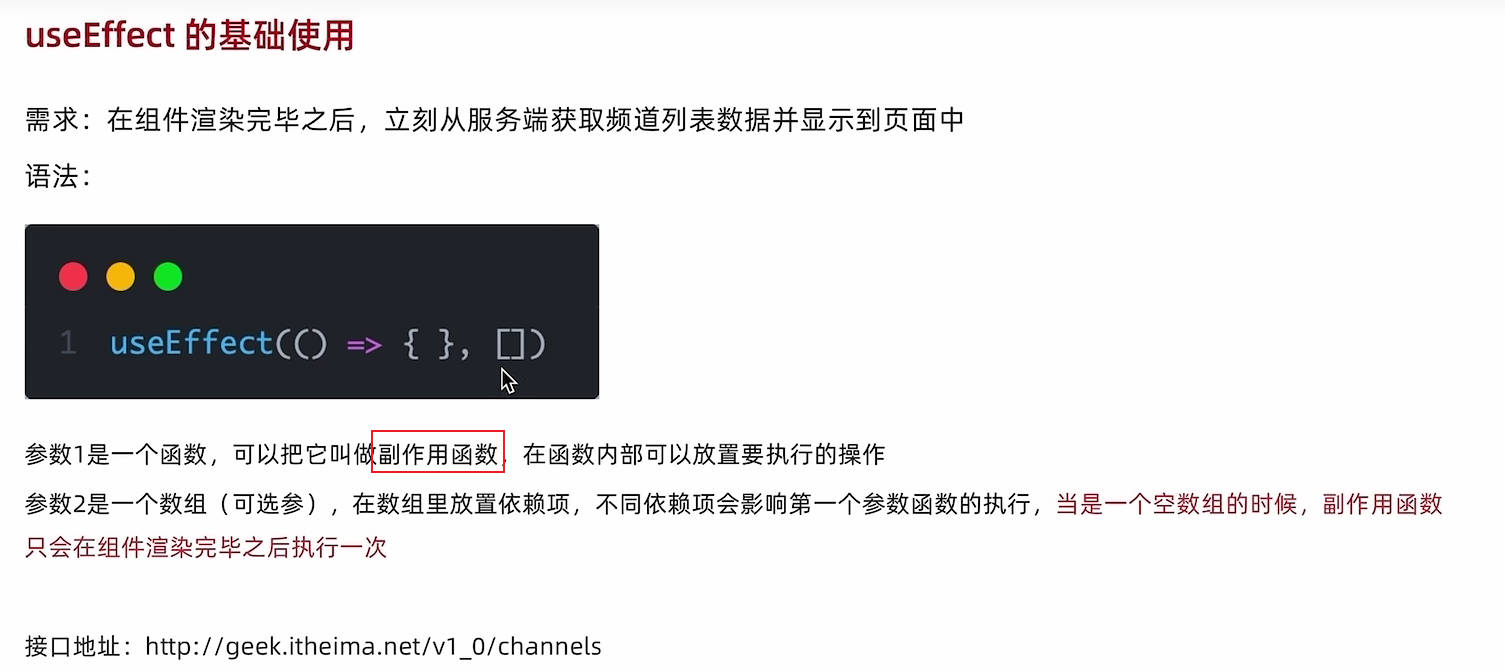 useEffect 的基础使用
需求：在组件渲染完毕之后，立刻从服务端获取频道列表数据并显示到页面中
语法：
1 useEffect(() => { }, [])
参数1是一个函数，可以把它叫做副作用函数，在函数内部可以放置要执行的操作
参数2是一个数组（可选参），在数组里放置依赖项，不同依赖项会影响第一个参数函数的执行，当是一个空数组的时候，副作用函数
只会在组件渲染完毕之后执行一次
接口地址：http://geek.itheima.net/v1_0/channels